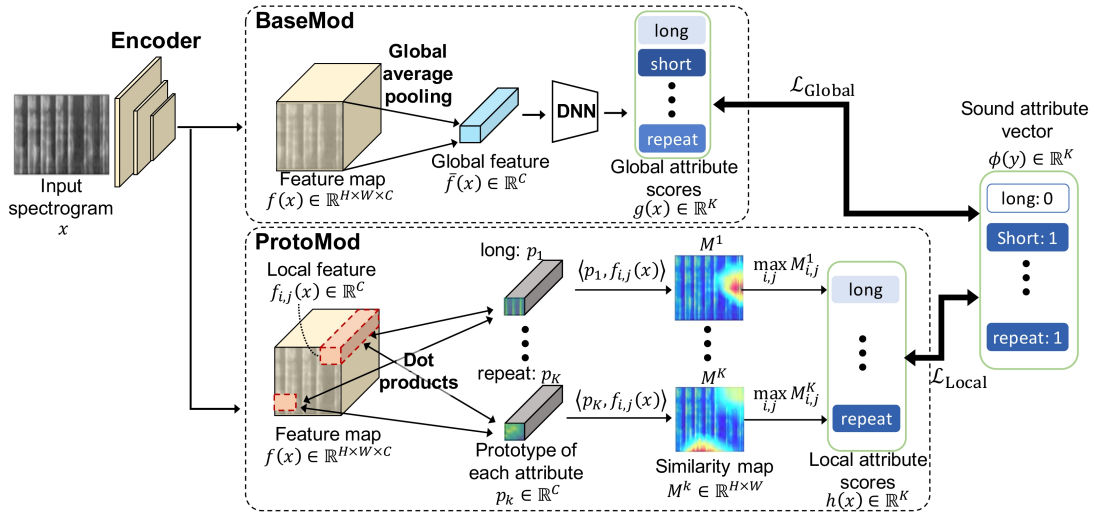 Encoder
Input
spectrogram
x
BaseMod
Global
average
pooling
Feature map
f(x) ∈ ℝ^{H×W×C}
Global feature
f̄(x) ∈ ℝ^C
DNN
long
short
repeat
Global attribute
scores
g(x) ∈ ℝ^K
ℒ_Global
Sound attribute
vector
ϕ(y) ∈ ℝ^K
long: 0
Short: 1
repeat: 1
ProtoMod
Local feature
f_{i,j}(x) ∈ ℝ^C
Feature map
f(x) ∈ ℝ^{H×W×C}
Dot
products
long: p_1
repeat: p_K
Prototype of
each attribute
p_k ∈ ℝ^C
⟨p_1, f_{i,j}(x)⟩
⟨p_K, f_{i,j}(x)⟩
M^1
M^K
Similarity map
M^k ∈ ℝ^{H×W}
max_{i,j} M^1_{i,j}
max_{i,j} M^K_{i,j}
long
repeat
Local attribute
scores
h(x) ∈ ℝ^K
ℒ_Local